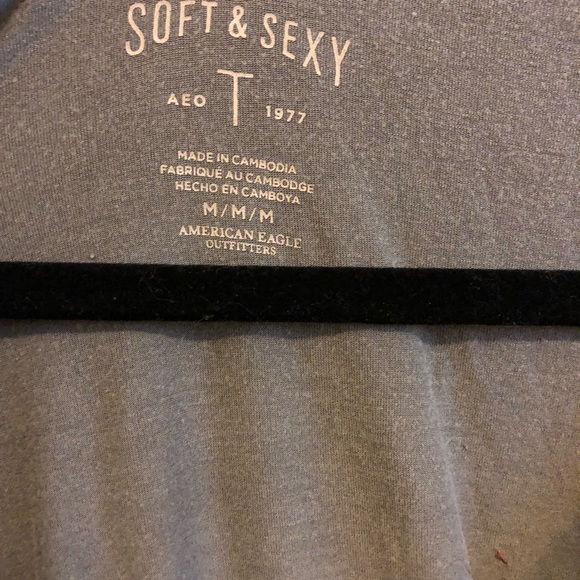 SOFT & SEXY
AEO T 1977
MADE IN CAMBODIA
FABRIQUÉ AU CAMBODGE
HECHO EN CAMBOYA
M/M/M
AMERICAN EAGLE
OUTFITTERS